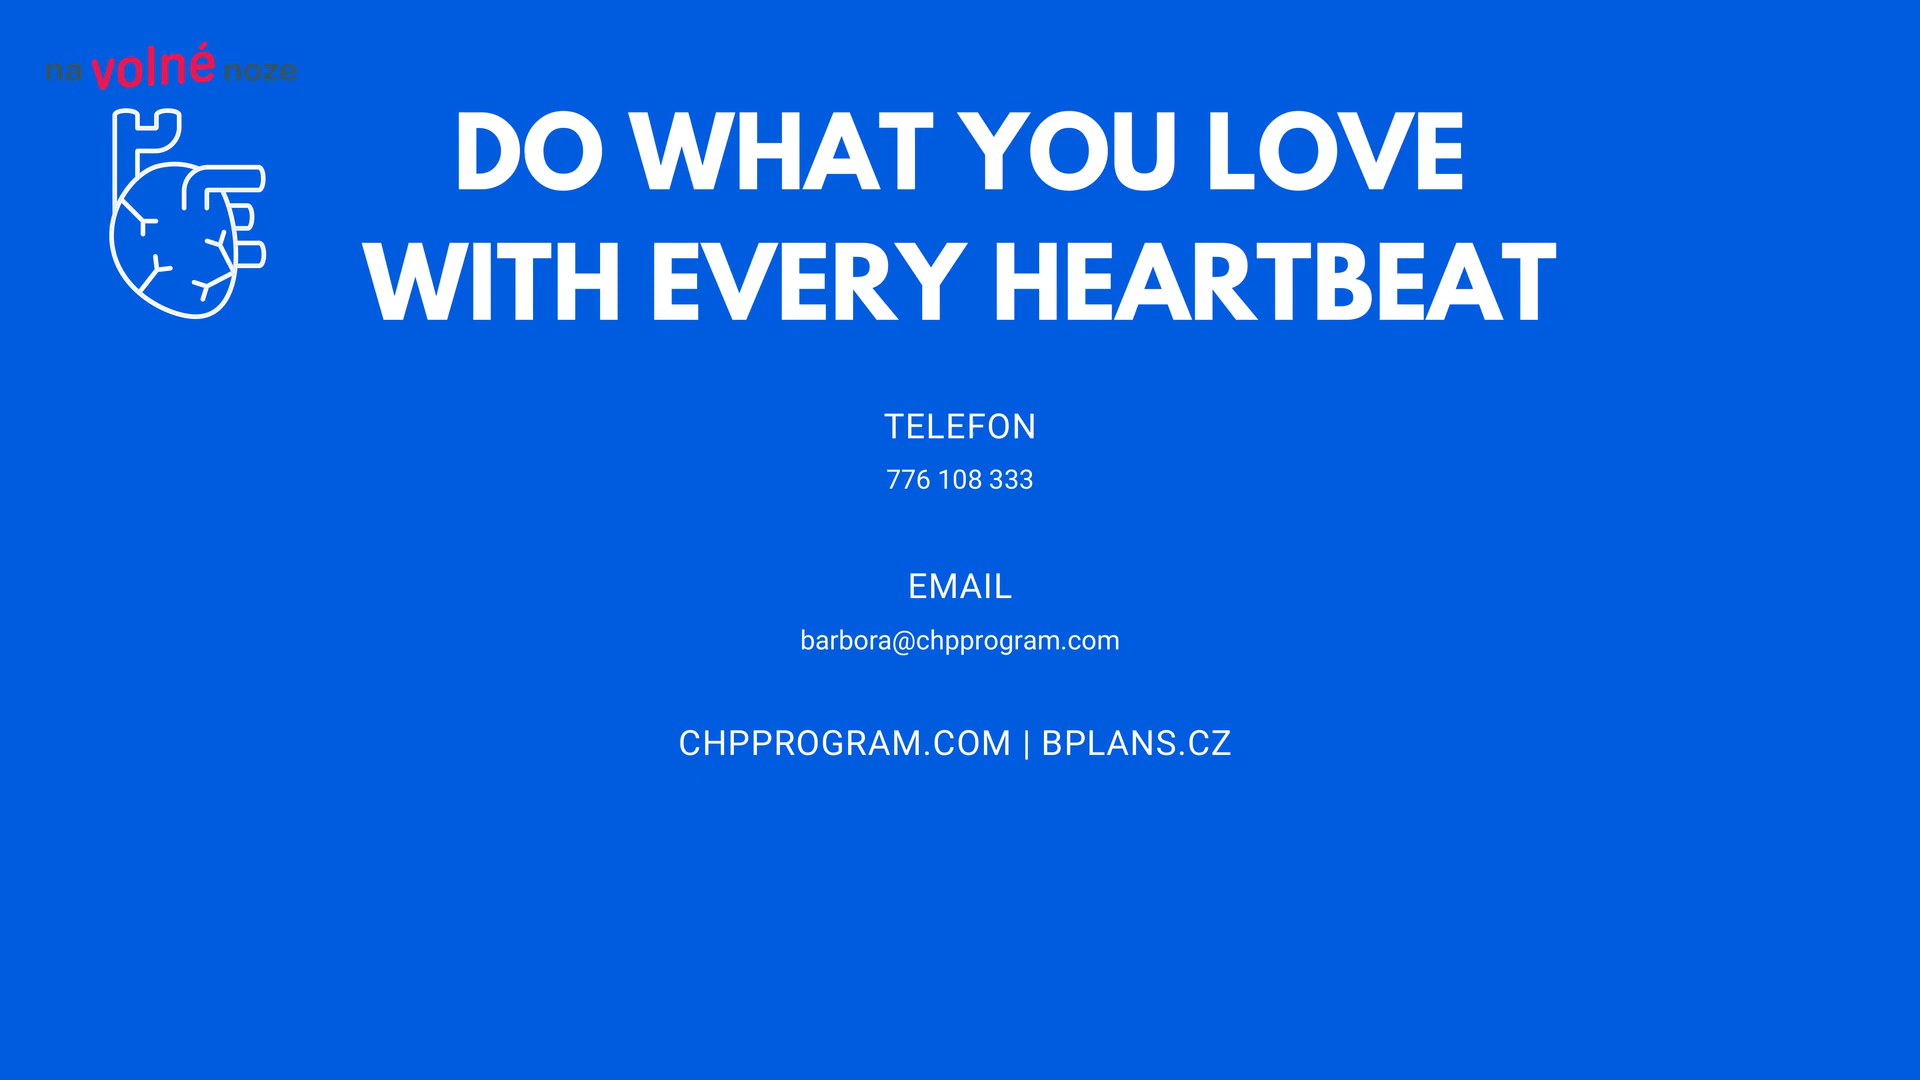 na volné noze
DO WHAT YOU LOVE
WITH EVERY HEARTBEAT
TELEFON
776 108 333
EMAIL
barbora@chpprogram.com
CHPPROGRAM.COM | BPLANS.CZ